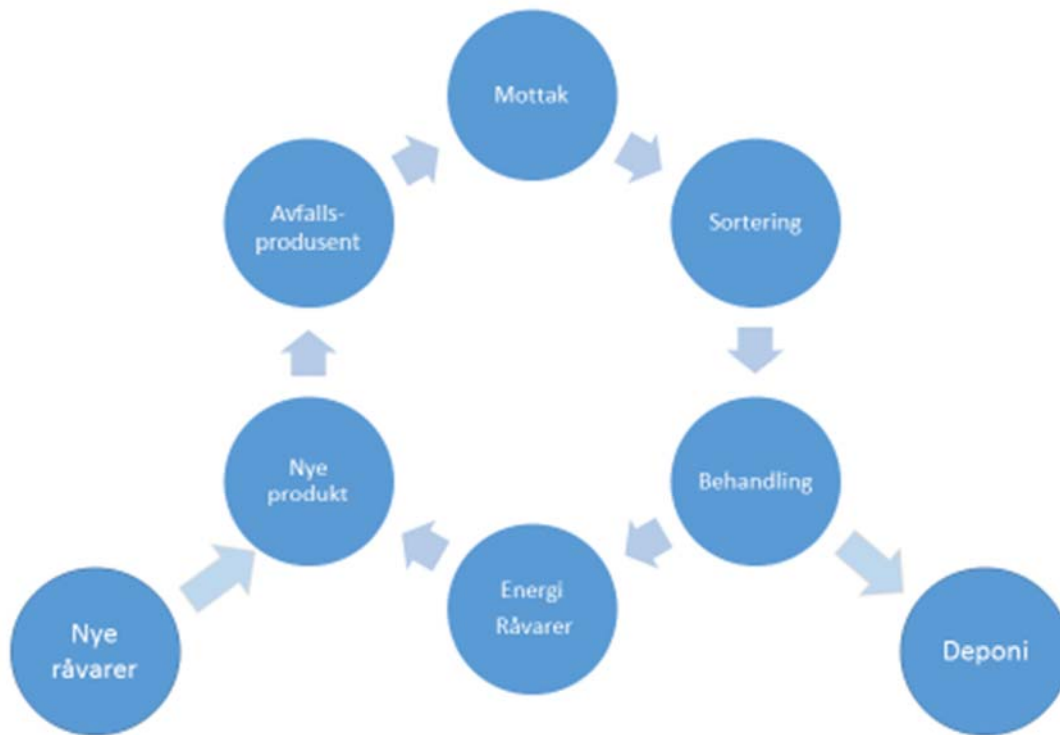 Mottak
Sortering
Behandling
Energi
Råvarer
Nye
produkt
Avfalls-
produsent
Nye
råvarer
Deponi